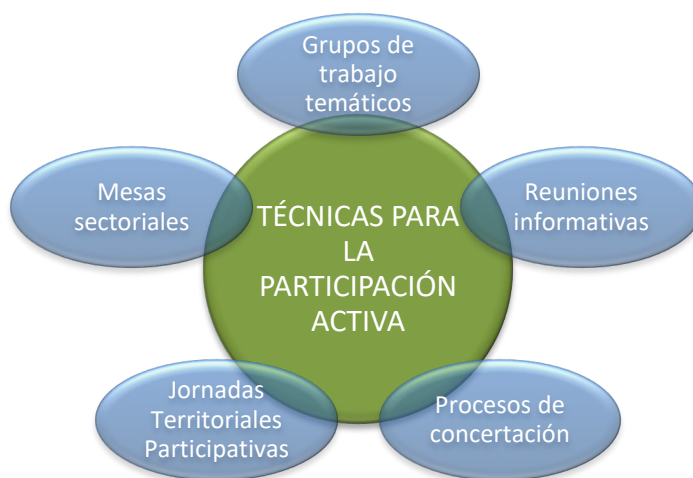 Grupos de
trabajo
temáticos
Mesas
sectoriales
Reuniones
informativas
TÉCNICAS PARA
LA
PARTICIPACIÓN
ACTIVA
Jornadas
Territoriales
Participativas
Procesos de
concertación